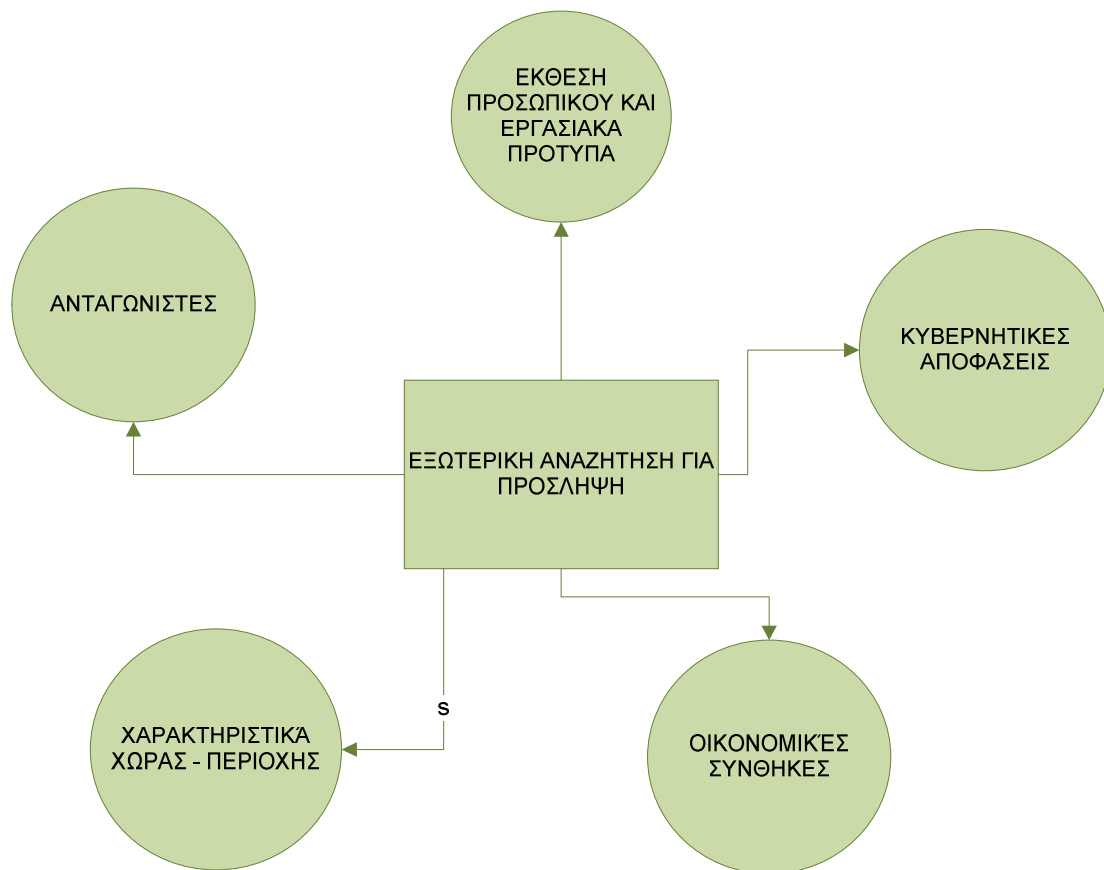 ΕΚΘΕΣΗ
ΠΡΟΣΩΠΙΚΟΥ ΚΑΙ
ΕΡΓΑΣΙΑΚΑ
ΠΡΟΤΥΠΑ
ΑΝΤΑΓΩΝΙΣΤΕΣ
ΚΥΒΕΡΝΗΤΙΚΕΣ
ΑΠΟΦΑΣΕΙΣ
ΕΞΩΤΕΡΙΚΗ ΑΝΑΖΗΤΗΣΗ ΓΙΑ
ΠΡΟΣΛΗΨΗ
s
ΧΑΡΑΚΤΗΡΙΣΤΙΚΆ
ΧΩΡΑΣ - ΠΕΡΙΟΧΗΣ
ΟΙΚΟΝΟΜΙΚΈΣ
ΣΥΝΘΗΚΕΣ